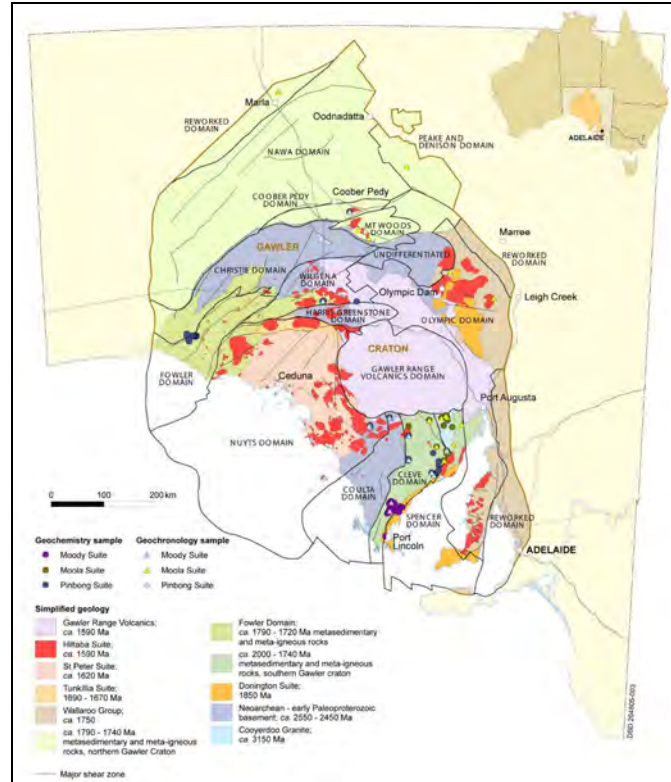 Marla
Oodnadatta
REWORKED
DOMAIN
NAWA DOMAIN
PEAKE AND
DENISON DOMAIN
ADELAIDE
COOBER PEDY
DOMAIN
Coober Pedy
MT WOODS
DOMAIN
Marree
GAWLER
UNDIFFERENTIATED
REWORKED
DOMAIN
CHRISTIE DOMAIN
WILGENA
DOMAIN
Olympic Dam
Leigh Creek
HARRIS GREENSTONE
DOMAIN
OLYMPIC DOMAIN
CRATON
FOWLER
DOMAIN
Ceduna
GAWLER RANGE
VOLCANICS DOMAIN
Port Augusta
NUYTS DOMAIN
CLEVE
DOMAIN
COULTA
DOMAIN
SPENCER
DOMAIN
REWORKED
DOMAIN
Port
Lincoln
ADELAIDE
0 100 200 km
Geochemistry sample
Moody Suite
Moola Suite
Pinbong Suite
Geochronology sample
Moody Suite
Moola Suite
Pinbong Suite
Simplified geology
Gawler Range Volcanics;
ca. 1590 Ma
Hiltaba Suite;
ca. 1590 Ma
St Peter Suite;
ca. 1620 Ma
Tunkillia Suite;
1690 - 1670 Ma
Wallaroo Group;
ca. 1750
ca. 1790 - 1740 Ma
metasedimentary and meta-igneous
rocks, northern Gawler Craton
Fowler Domain;
ca. 1790 - 1720 Ma metasedimentary
and meta-igneous rocks
ca. 2000 - 1740 Ma
metasedimentary and meta-igneous
rocks, southern Gawler craton
Donington Suite;
1850 Ma
Neoarchean - early Paleoproterozoic
basement; ca. 2550 - 2450 Ma
Cooyerdoo Granite;
ca. 3150 Ma
Major shear zone
DSD 204605-003